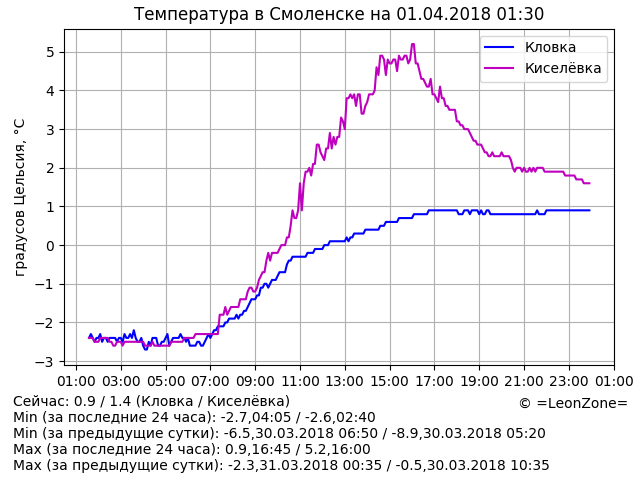 Температура в Смоленске на 01.04.2018 01:30
Кловка
Киселёвка
градусов Цельсия, °C
5
4
3
2
1
0
−1
−2
−3
01:00 03:00 05:00 07:00 09:00 11:00 13:00 15:00 17:00 19:00 21:00 23:00 01:00
Сейчас: 0.9 / 1.4 (Кловка / Киселёвка)
© =LeonZone=
Min (за последние 24 часа): -2.7,04:05 / -2.6,02:40
Min (за предыдущие сутки): -6.5,30.03.2018 06:50 / -8.9,30.03.2018 05:20
Max (за последние 24 часа): 0.9,16:45 / 5.2,16:00
Max (за предыдущие сутки): -2.3,31.03.2018 00:35 / -0.5,30.03.2018 10:35